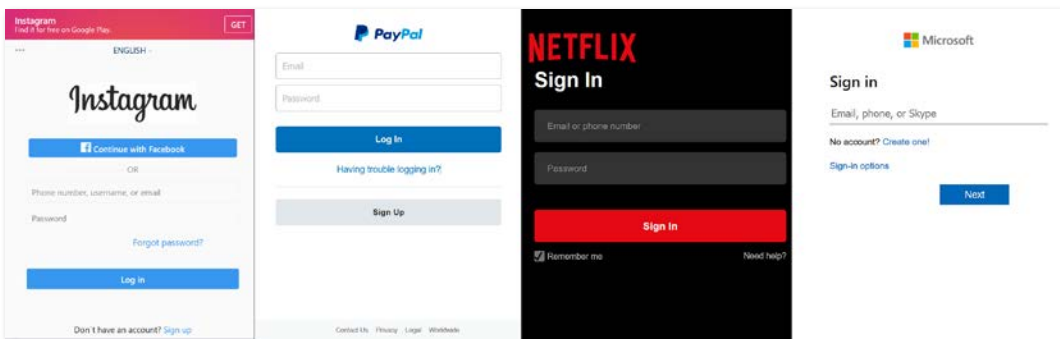 Instagram
Find it for free on Google Play.
GET
ENGLISH
Instagram
Continue with Facebook
OR
Phone number, username, or email
Password
Forgot password?
Log in
Don't have an account? Sign up
PayPal
Email
Password
Log In
Having trouble logging in?
Sign Up
Contact Us Privacy Legal Worldwide
NETFLIX
Sign In
Email or phone number
Password
Sign In
Remember me
Need help?
Microsoft
Sign in
Email, phone, or Skype
No account? Create one!
Sign-in options
Next